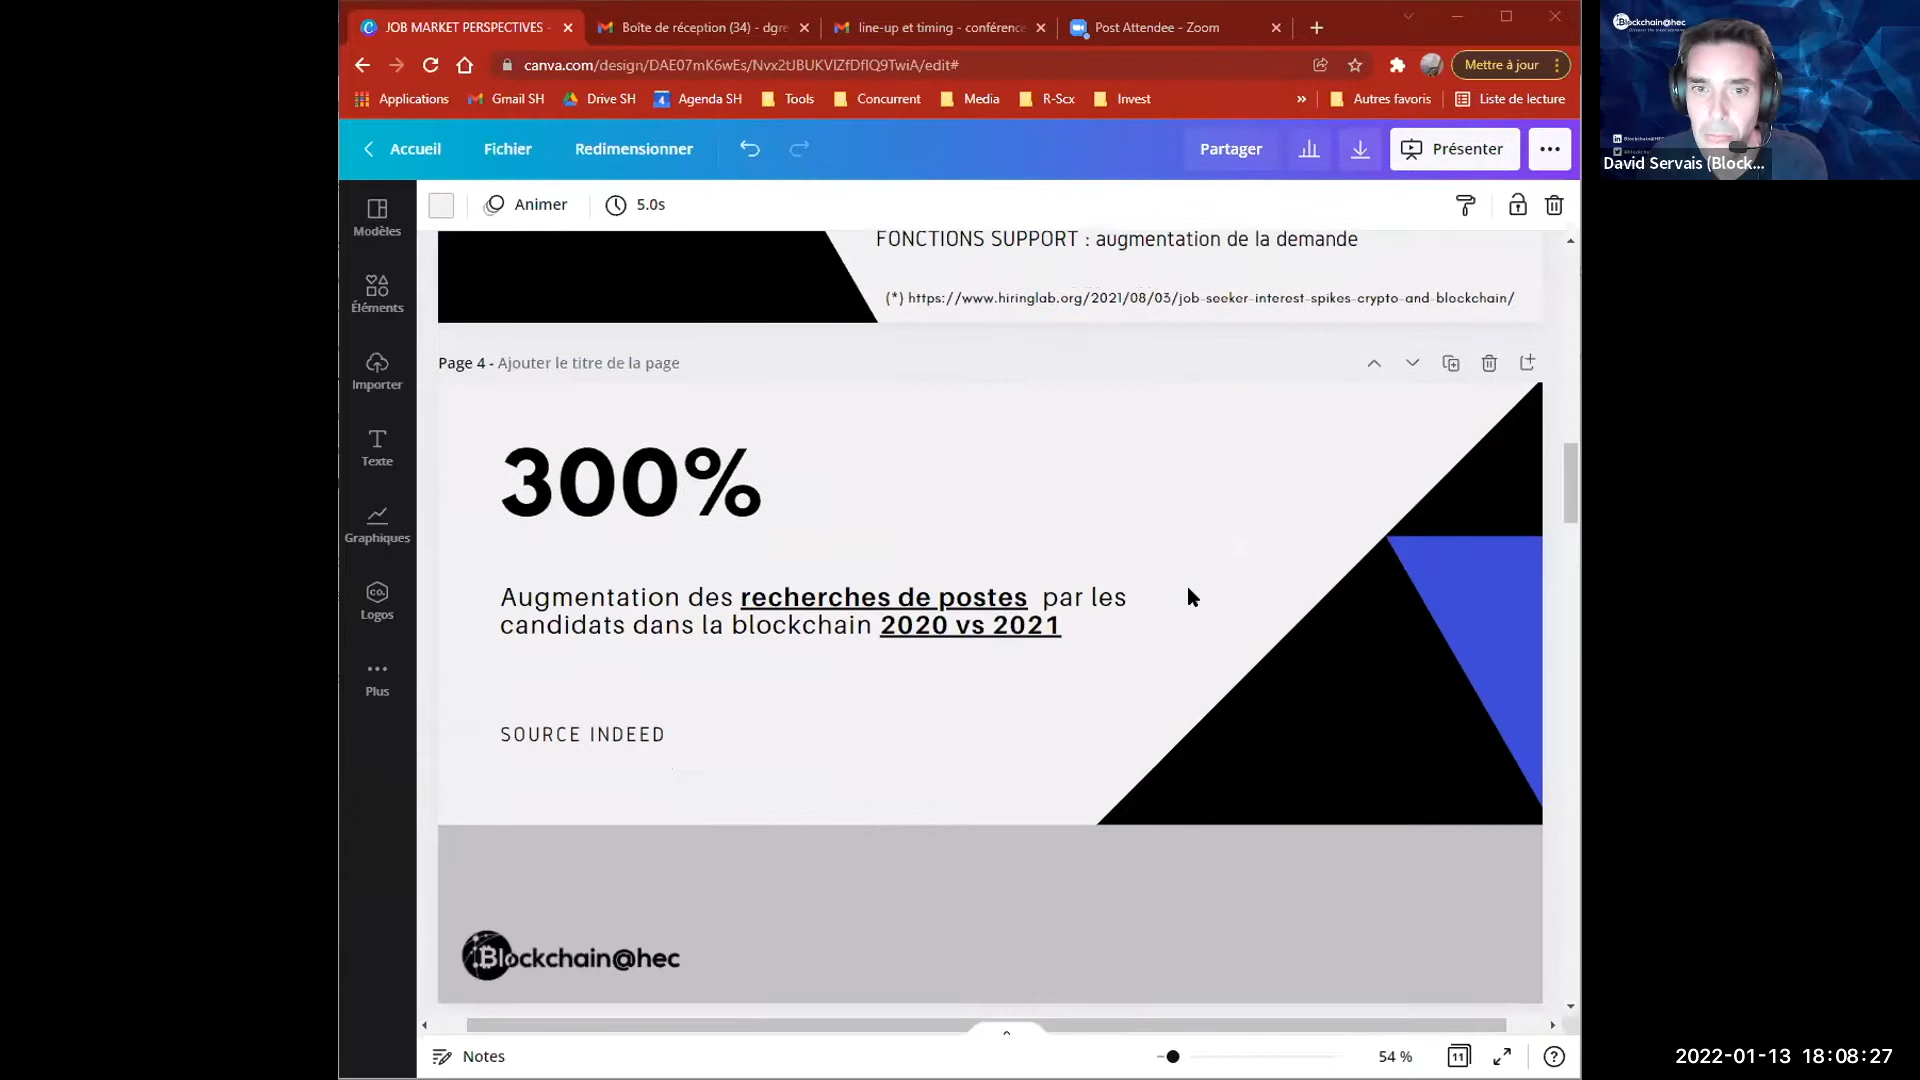 JOB MARKET PERSPECTIVES -
Boîte de réception (34) - dgre
line-up et timing - conférence
Post Attendee - Zoom
canva.com/design/DAE07mK6wEs/Nvx2tJBUKVlZfDflQ9TwiA/edit#
Mettre à jour
Applications
Gmail SH
Drive SH
Agenda SH
Tools
Concurrent
Media
R-Scx
Invest
»
Autres favoris
Liste de lecture
Accueil
Fichier
Redimensionner
Partager
Présenter
Animer
5.0s
Modèles
Éléments
Importer
Texte
Graphiques
Logos
Plus
FONCTIONS SUPPORT : augmentation de la demande
(*) https://www.hiringlab.org/2021/08/03/job-seeker-interest-spikes-crypto-and-blockchain/
Page 4 - Ajouter le titre de la page
300%
Augmentation des recherches de postes par les
candidats dans la blockchain 2020 vs 2021
SOURCE INDEED
Blockchain@hec
Notes
54 %
11
Blockchain@hec
David Servais (Block...
2022-01-13 18:08:27